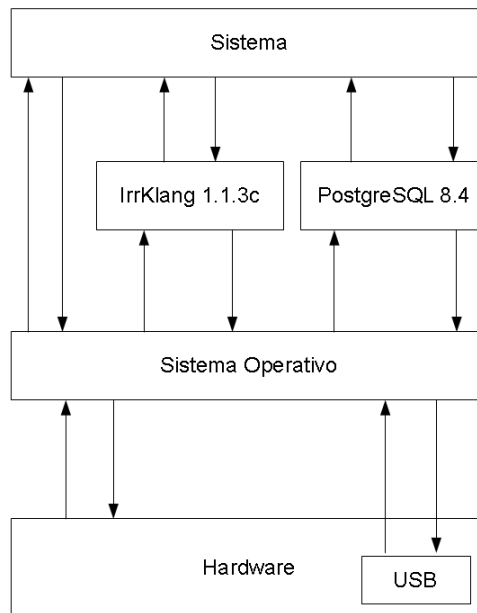 Sistema
IrrKlang 1.1.3c
PostgreSQL 8.4
Sistema Operativo
Hardware
USB